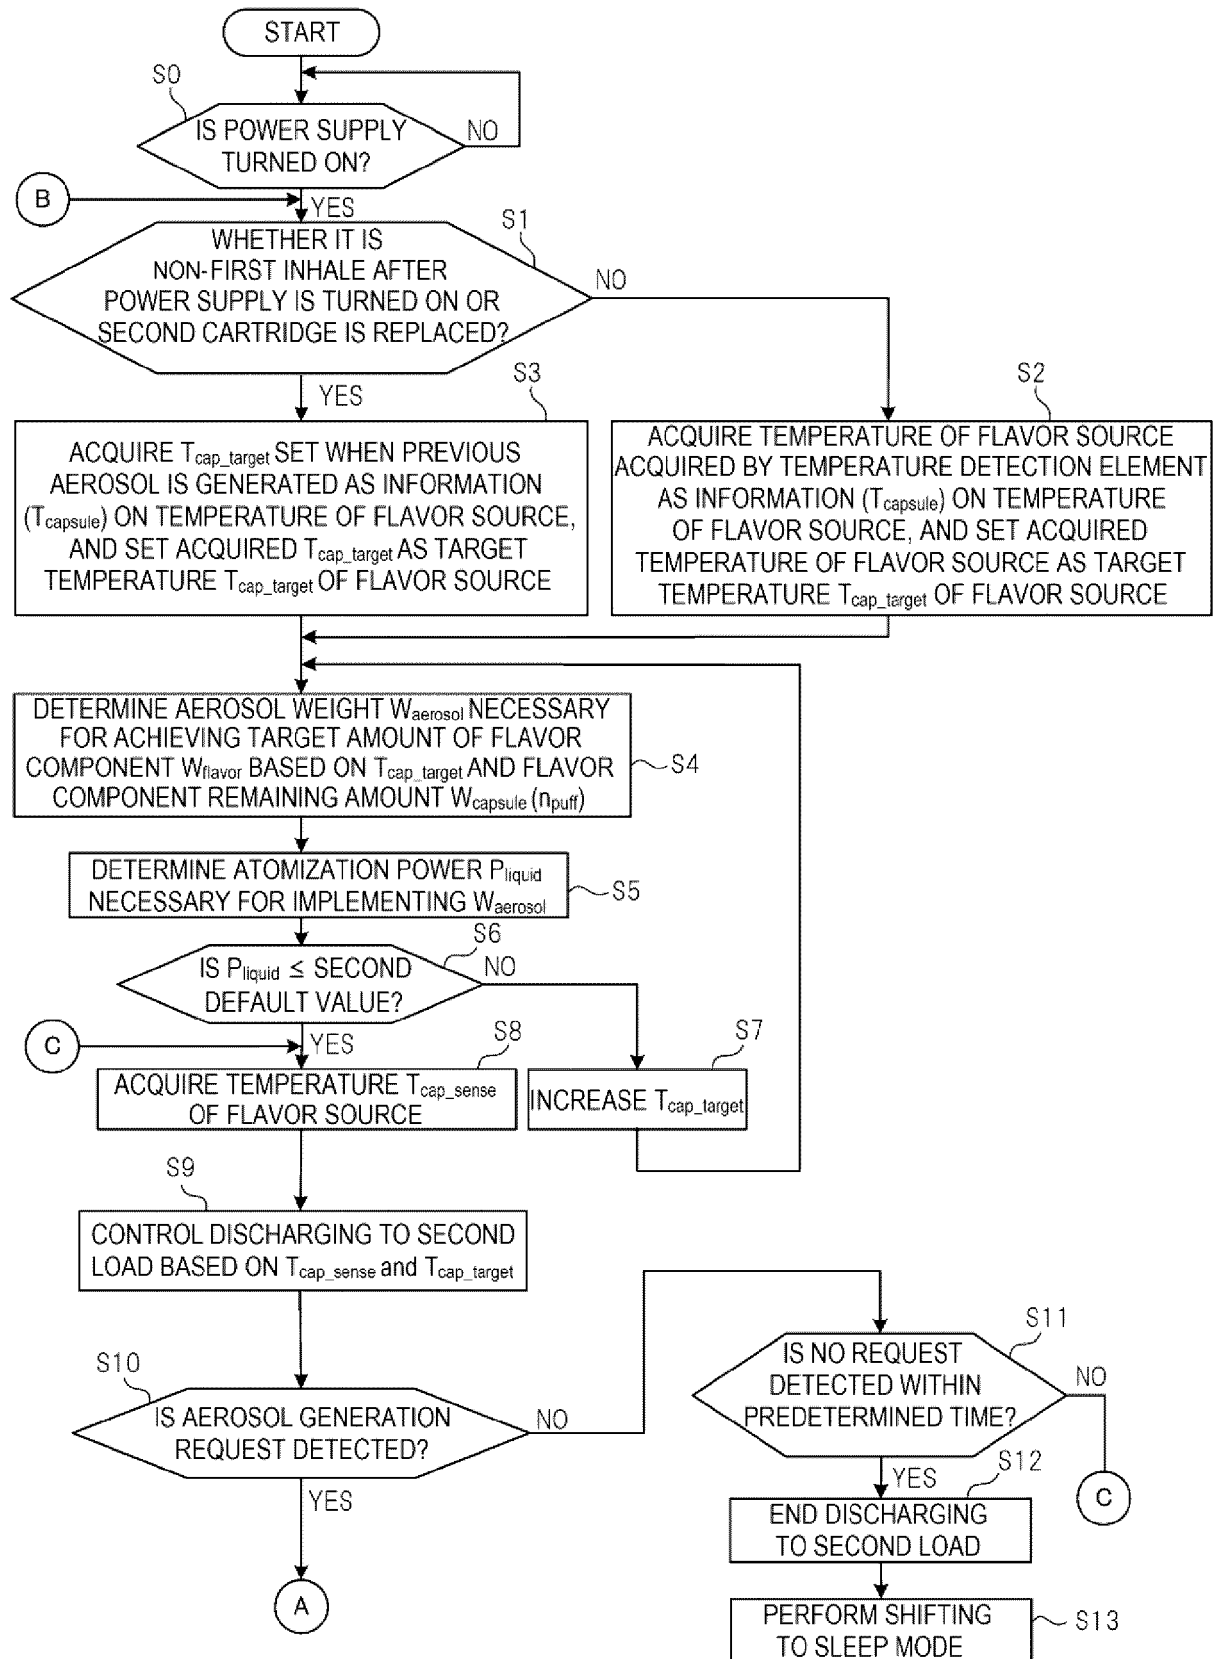 START
S0
IS POWER SUPPLY
TURNED ON?
NO
B
YES
S1
WHETHER IT IS
NON-FIRST INHALE AFTER
POWER SUPPLY IS TURNED ON OR
SECOND CARTRIDGE IS REPLACED?
NO
YES
S3
ACQUIRE Tcap_target SET WHEN PREVIOUS
AEROSOL IS GENERATED AS INFORMATION
(Tcapsule) ON TEMPERATURE OF FLAVOR SOURCE,
AND SET ACQUIRED Tcap_target AS TARGET
TEMPERATURE Tcap_target OF FLAVOR SOURCE
S2
ACQUIRE TEMPERATURE OF FLAVOR SOURCE
ACQUIRED BY TEMPERATURE DETECTION ELEMENT
AS INFORMATION (Tcapsule) ON TEMPERATURE
OF FLAVOR SOURCE, AND SET ACQUIRED
TEMPERATURE OF FLAVOR SOURCE AS TARGET
TEMPERATURE Tcap_target OF FLAVOR SOURCE
DETERMINE AEROSOL WEIGHT Waerosol NECESSARY
FOR ACHIEVING TARGET AMOUNT OF FLAVOR
COMPONENT Wflavor BASED ON Tcap_target AND FLAVOR
COMPONENT REMAINING AMOUNT Wcapsule (npuff)
S4
DETERMINE ATOMIZATION POWER Pliquid
NECESSARY FOR IMPLEMENTING Waerosol
S5
S6
IS Pliquid ≤ SECOND
DEFAULT VALUE?
NO
C
YES
S8
ACQUIRE TEMPERATURE Tcap_sense
OF FLAVOR SOURCE
S7
INCREASE Tcap_target
S9
CONTROL DISCHARGING TO SECOND
LOAD BASED ON Tcap_sense and Tcap_target
S10
IS AEROSOL GENERATION
REQUEST DETECTED?
NO
YES
A
S11
IS NO REQUEST
DETECTED WITHIN
PREDETERMINED TIME?
NO
C
YES
S12
END DISCHARGING
TO SECOND LOAD
PERFORM SHIFTING
TO SLEEP MODE
S13